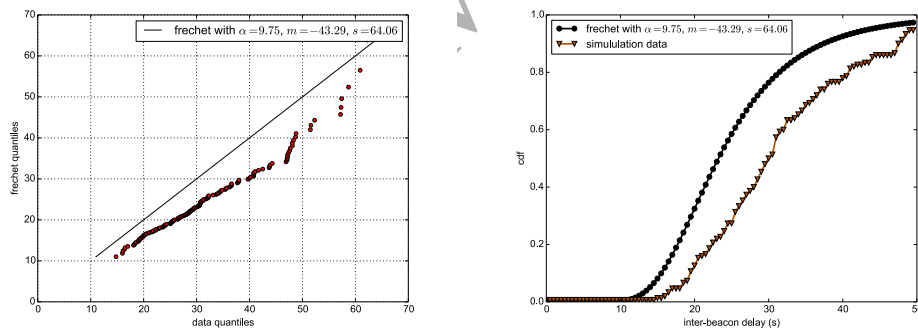 frechet with α=9.75, m=−43.29, s=64.06
70
60
50
40
30
20
10
0
frechet quantiles
0 10 20 30 40 50 60 70
data quantiles
frechet with α=9.75, m=−43.29, s=64.06
simululation data
1.0
0.8
0.6
0.4
0.2
0.0
cdf
0 10 20 30 40 5
inter-beacon delay (s)